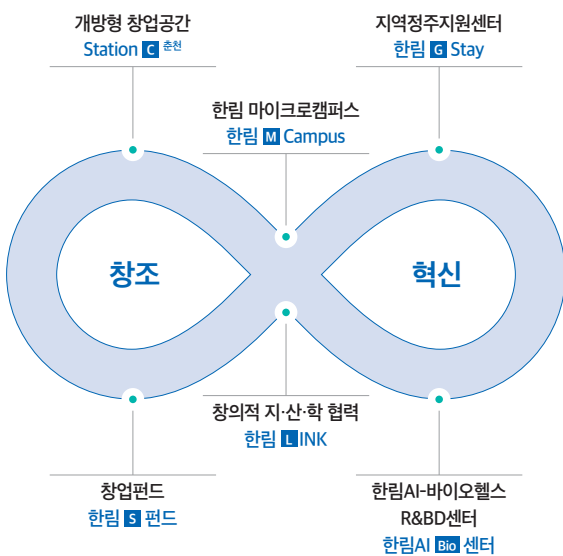 개방형 창업공간
Station C 춘천
지역정주지원센터
한림 G Stay
한림 마이크로캠퍼스
한림 M Campus
창조
혁신
창의적 지·산·학 협력
한림 LINK
창업펀드
한림 S 펀드
한림AI-바이오헬스
R&BD센터
한림AI Bio 센터